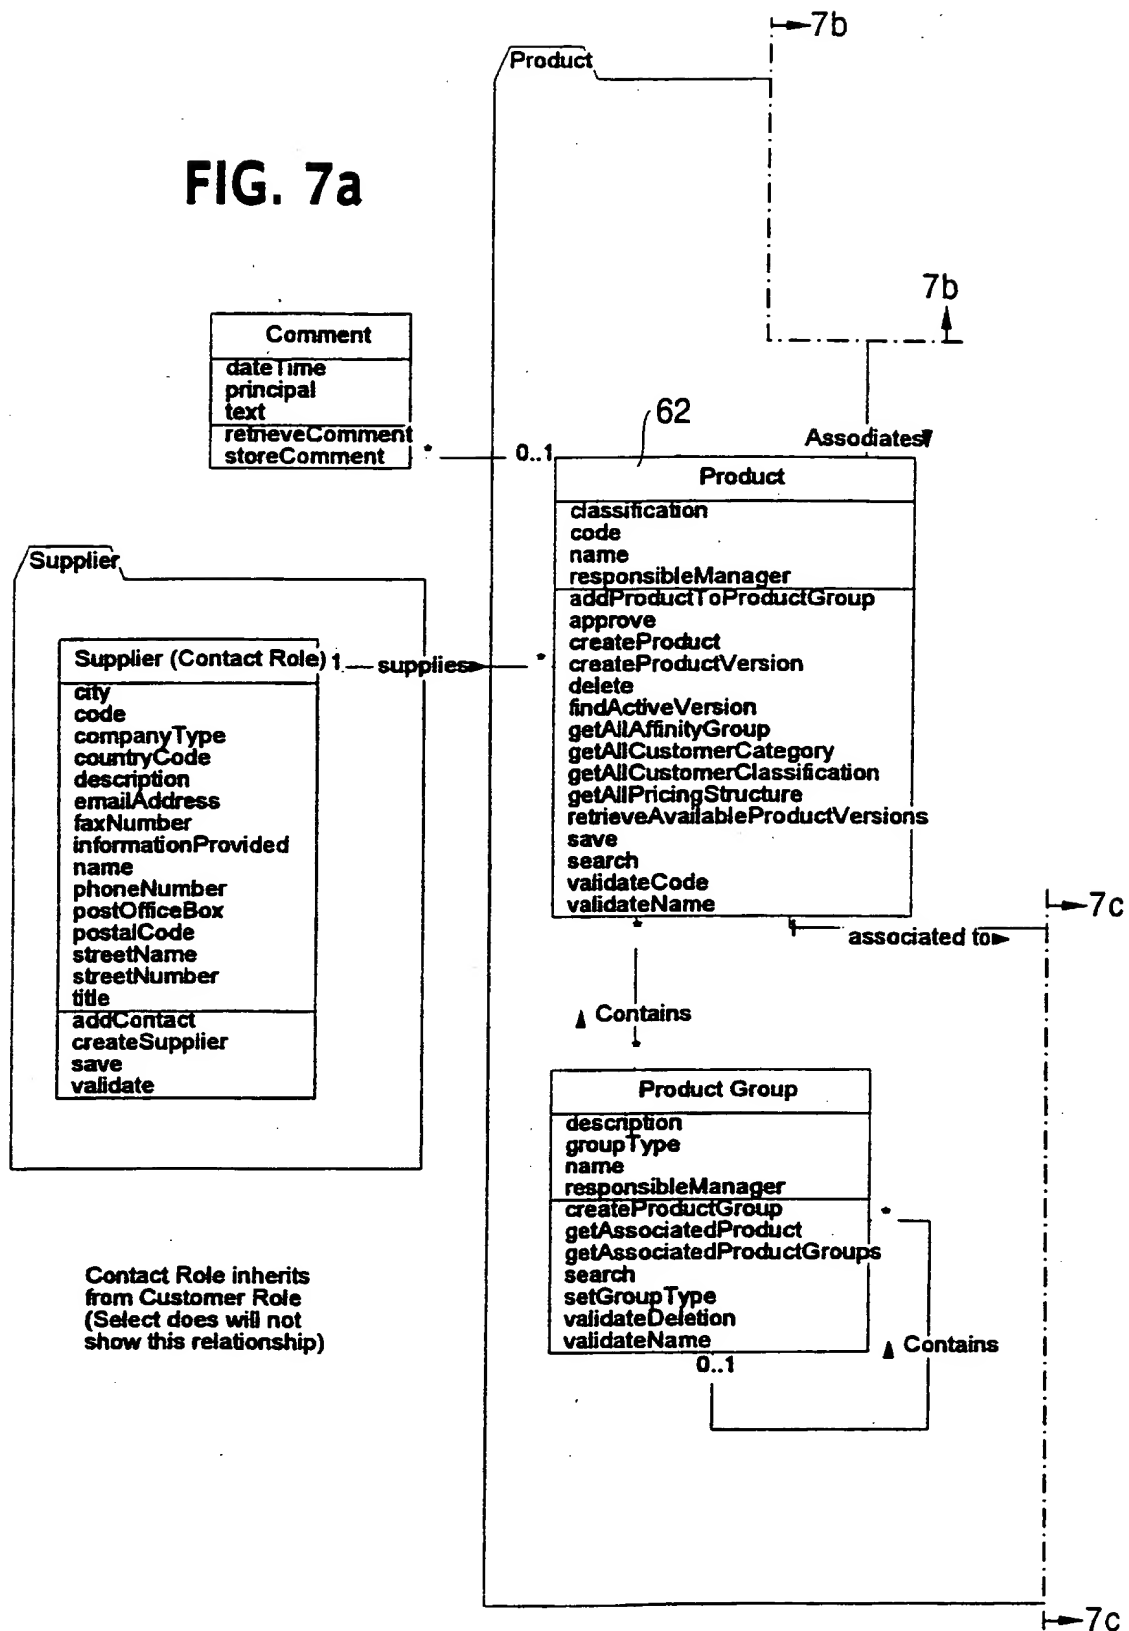 7b
Product
FIG. 7a
7b
Comment
dateTime
principal
text
retrieveComment
storeComment
*
0..1
62
Associates
Product
classification
code
name
responsibleManager
addProductToProductGroup
approve
createProduct
createProductVersion
delete
findActiveVersion
getAllAffinityGroup
getAllCustomerCategory
getAllCustomerClassification
getAllPricingStructure
retrieveAvailableProductVersions
save
search
validateCode
validateName
Supplier
Supplier (Contact Role)
1
supplies
*
city
code
companyType
countryCode
description
emailAddress
faxNumber
informationProvided
name
phoneNumber
postOfficeBox
postalCode
streetName
streetNumber
title
addContact
createSupplier
save
validate
7c
*
1
associated to
Contains
*
Product Group
description
groupType
name
responsibleManager
createProductGroup
getAssociatedProduct
getAssociatedProductGroups
search
setGroupType
validateDeletion
validateName
*
0..1
Contains
Contact Role inherits
from Customer Role
(Select does will not
show this relationship)
7c